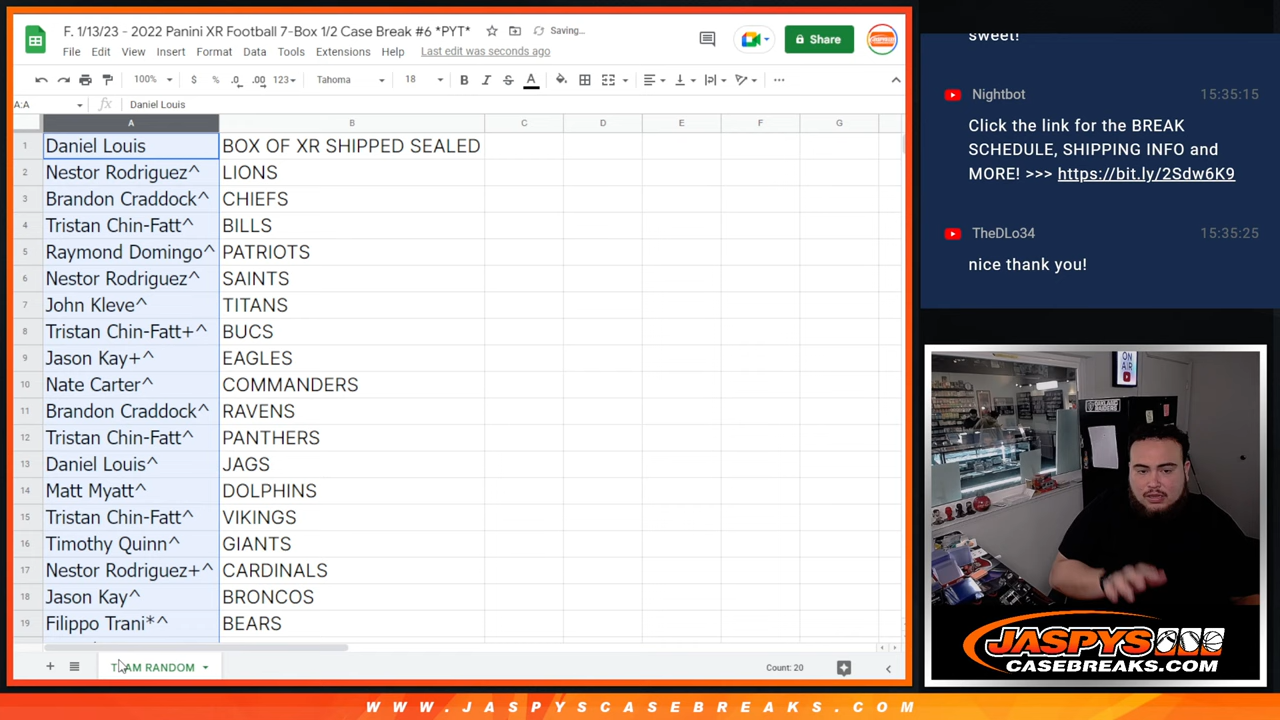 F. 1/13/23 - 2022 Panini XR Football 7-Box 1/2 Case Break #6 *PYT*
Saving...
File Edit View Insert Format Data Tools Extensions Help Last edit was seconds ago
Share
100% $ % .0 .00 123 Tahoma 18 B I S A
A:A fx Daniel Louis
A B C D E F G
1 Daniel Louis BOX OF XR SHIPPED SEALED
2 Nestor Rodriguez^ LIONS
3 Brandon Craddock^ CHIEFS
4 Tristan Chin-Fatt^ BILLS
5 Raymond Domingo^ PATRIOTS
6 Nestor Rodriguez^ SAINTS
7 John Kleve^ TITANS
8 Tristan Chin-Fatt+^ BUCS
9 Jason Kay+^ EAGLES
10 Nate Carter^ COMMANDERS
11 Brandon Craddock^ RAVENS
12 Tristan Chin-Fatt^ PANTHERS
13 Daniel Louis^ JAGS
14 Matt Myatt^ DOLPHINS
15 Tristan Chin-Fatt^ VIKINGS
16 Timothy Quinn^ GIANTS
17 Nestor Rodriguez+^ CARDINALS
18 Jason Kay^ BRONCOS
19 Filippo Trani*^ BEARS
TEAM RANDOM
Count: 20
sweet!
Nightbot 15:35:15
Click the link for the BREAK
SCHEDULE, SHIPPING INFO and
MORE! >>> https://bit.ly/2Sdw6K9
TheDLo34 15:35:25
nice thank you!
ON
AIR
JASPYS
CASEBREAKS.COM
WWW.JASPYSCASEBREAKS.COM